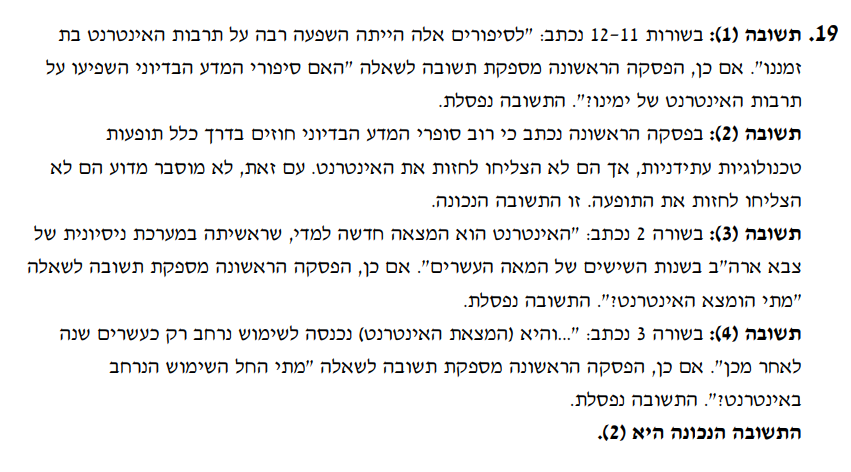 19. תשובה (1): בשורות 11–12 נכתב: "לסיפורים אלה הייתה השפעה רבה על תרבות האינטרנט בת
זמננו". אם כן, הפסקה הראשונה מספקת תשובה לשאלה "האם סיפורי המדע הבדיוני השפיעו על
תרבות האינטרנט של ימינו?". התשובה נפסלת.
תשובה (2): בפסקה הראשונה נכתב כי רוב סופרי המדע הבדיוני חוזים בדרך כלל תופעות
טכנולוגיות עתידניות, אך הם לא הצליחו לחזות את האינטרנט. עם זאת, לא מוסבר מדוע הם לא
הצליחו לחזות את התופעה. זו התשובה הנכונה.
תשובה (3): בשורה 2 נכתב: "האינטרנט הוא המצאה חדשה למדי, שראשיתה במערכת ניסיונית של
צבא ארה"ב בשנות השישים של המאה העשרים". אם כן, הפסקה הראשונה מספקת תשובה לשאלה
"מתי הומצא האינטרנט?". התשובה נפסלת.
תשובה (4): בשורה 3 נכתב: "...והיא (המצאת האינטרנט) נכנסה לשימוש נרחב רק כעשרים שנה
לאחר מכן". אם כן, הפסקה הראשונה מספקת תשובה לשאלה "מתי החל השימוש הנרחב
באינטרנט?". התשובה נפסלת.
התשובה הנכונה היא (2).